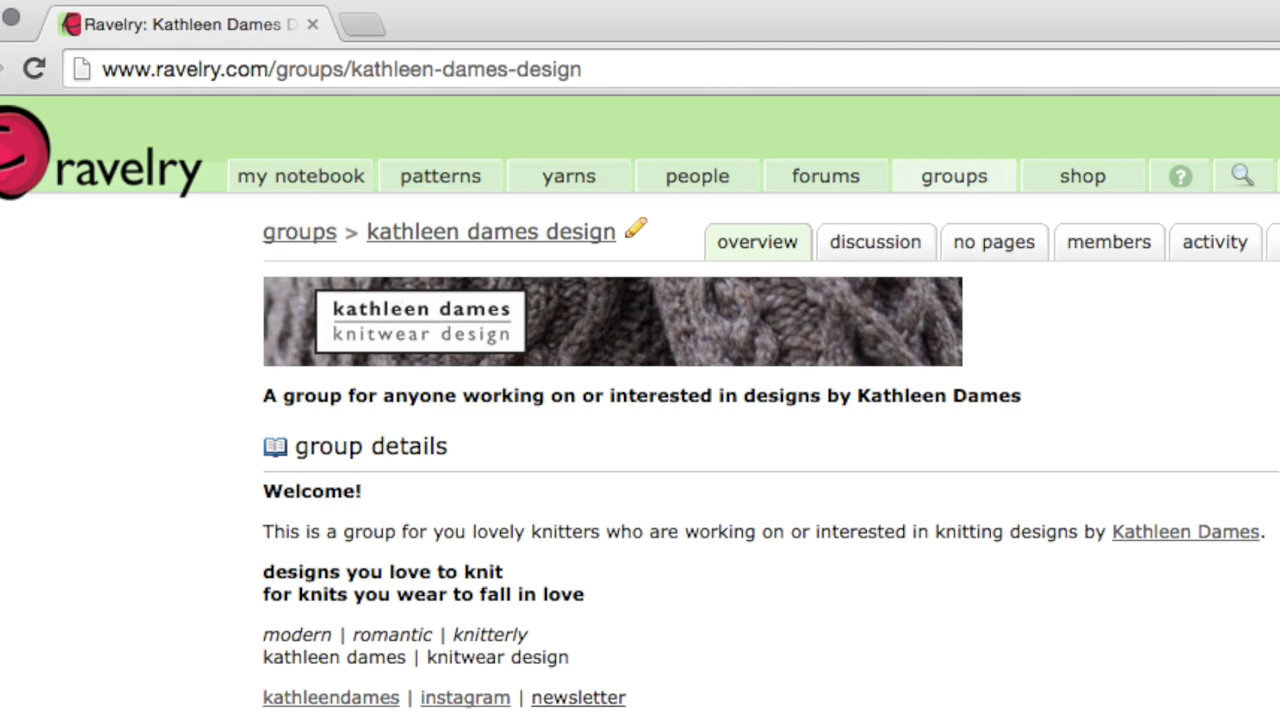 Ravelry: Kathleen Dames D
www.ravelry.com/groups/kathleen-dames-design
ravelry
my notebook patterns yarns people forums groups shop ?
groups > kathleen dames design
overview discussion no pages members activity
kathleen dames
knitwear design
A group for anyone working on or interested in designs by Kathleen Dames
group details
Welcome!
This is a group for you lovely knitters who are working on or interested in knitting designs by Kathleen Dames.
designs you love to knit
for knits you wear to fall in love
modern | romantic | knitterly
kathleen dames | knitwear design
kathleendames | instagram | newsletter